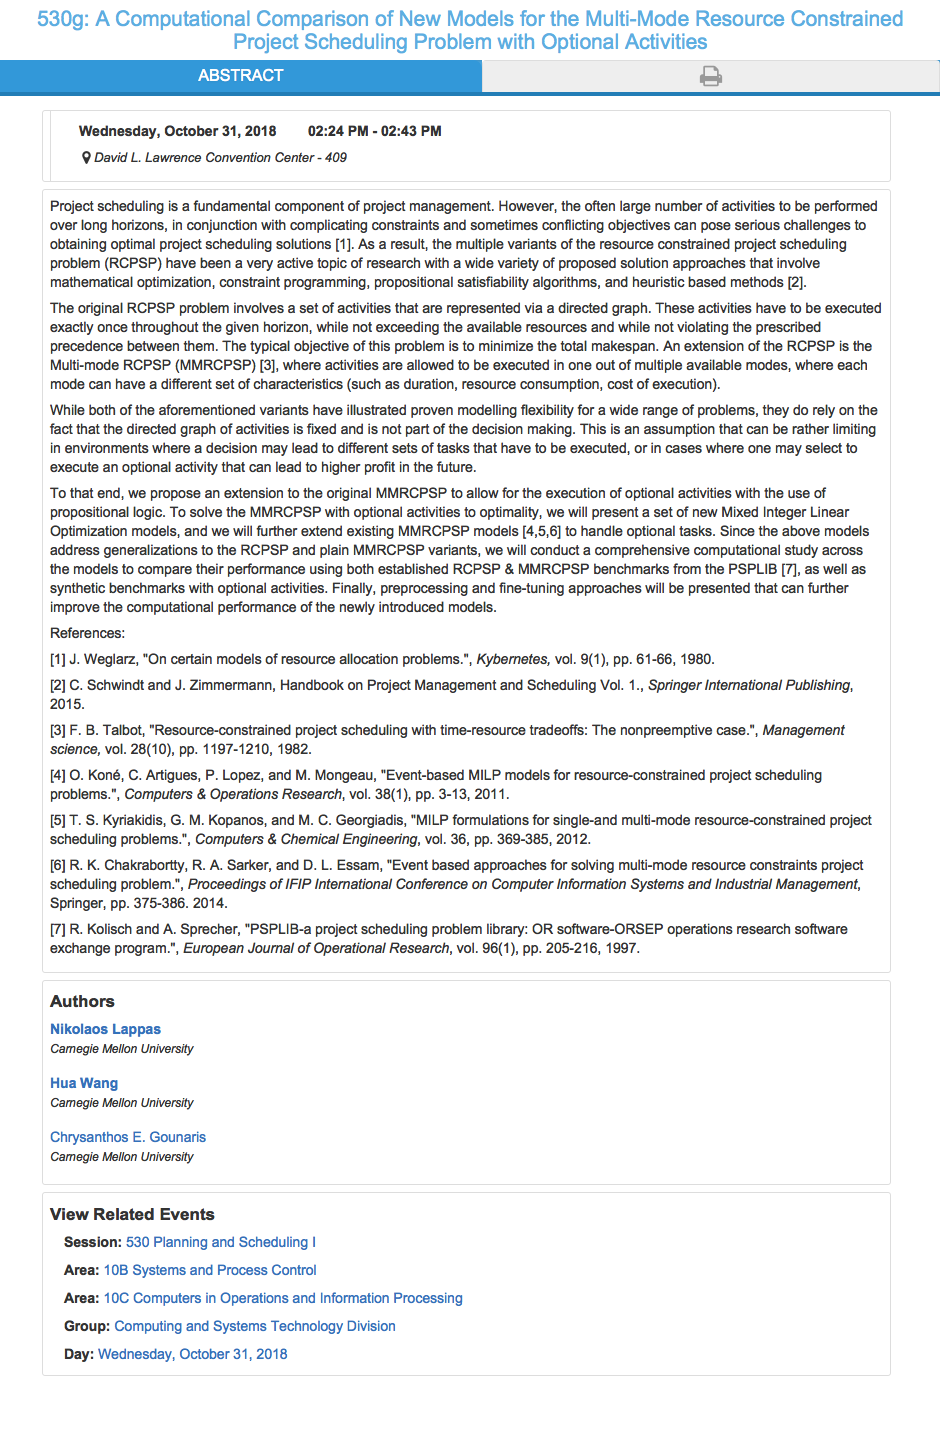 530g: A Computational Comparison of New Models for the Multi-Mode Resource Constrained
Project Scheduling Problem with Optional Activities
ABSTRACT
Wednesday, October 31, 2018 02:24 PM - 02:43 PM
David L. Lawrence Convention Center - 409
Project scheduling is a fundamental component of project management. However, the often large number of activities to be performed
over long horizons, in conjunction with complicating constraints and sometimes conflicting objectives can pose serious challenges to
obtaining optimal project scheduling solutions [1]. As a result, the multiple variants of the resource constrained project scheduling
problem (RCPSP) have been a very active topic of research with a wide variety of proposed solution approaches that involve
mathematical optimization, constraint programming, propositional satisfiability algorithms, and heuristic based methods [2].
The original RCPSP problem involves a set of activities that are represented via a directed graph. These activities have to be executed
exactly once throughout the given horizon, while not exceeding the available resources and while not violating the prescribed
precedence between them. The typical objective of this problem is to minimize the total makespan. An extension of the RCPSP is the
Multi-mode RCPSP (MMRCPSP) [3], where activities are allowed to be executed in one out of multiple available modes, where each
mode can have a different set of characteristics (such as duration, resource consumption, cost of execution).
While both of the aforementioned variants have illustrated proven modelling flexibility for a wide range of problems, they do rely on the
fact that the directed graph of activities is fixed and is not part of the decision making. This is an assumption that can be rather limiting
in environments where a decision may lead to different sets of tasks that have to be executed, or in cases where one may select to
execute an optional activity that can lead to higher profit in the future.
To that end, we propose an extension to the original MMRCPSP to allow for the execution of optional activities with the use of
propositional logic. To solve the MMRCPSP with optional activities to optimality, we will present a set of new Mixed Integer Linear
Optimization models, and we will further extend existing MMRCPSP models [4,5,6] to handle optional tasks. Since the above models
address generalizations to the RCPSP and plain MMRCPSP variants, we will conduct a comprehensive computational study across
the models to compare their performance using both established RCPSP & MMRCPSP benchmarks from the PSPLIB [7], as well as
synthetic benchmarks with optional activities. Finally, preprocessing and fine-tuning approaches will be presented that can further
improve the computational performance of the newly introduced models.
References:
[1] J. Weglarz, "On certain models of resource allocation problems.", Kybernetes, vol. 9(1), pp. 61-66, 1980.
[2] C. Schwindt and J. Zimmermann, Handbook on Project Management and Scheduling Vol. 1., Springer International Publishing,
2015.
[3] F. B. Talbot, "Resource-constrained project scheduling with time-resource tradeoffs: The nonpreemptive case.", Management
science, vol. 28(10), pp. 1197-1210, 1982.
[4] O. Koné, C. Artigues, P. Lopez, and M. Mongeau, "Event-based MILP models for resource-constrained project scheduling
problems.", Computers & Operations Research, vol. 38(1), pp. 3-13, 2011.
[5] T. S. Kyriakidis, G. M. Kopanos, and M. C. Georgiadis, "MILP formulations for single-and multi-mode resource-constrained project
scheduling problems.", Computers & Chemical Engineering, vol. 36, pp. 369-385, 2012.
[6] R. K. Chakrabortty, R. A. Sarker, and D. L. Essam, "Event based approaches for solving multi-mode resource constraints project
scheduling problem.", Proceedings of IFIP International Conference on Computer Information Systems and Industrial Management,
Springer, pp. 375-386. 2014.
[7] R. Kolisch and A. Sprecher, "PSPLIB-a project scheduling problem library: OR software-ORSEP operations research software
exchange program.", European Journal of Operational Research, vol. 96(1), pp. 205-216, 1997.
Authors
Nikolaos Lappas
Carnegie Mellon University
Hua Wang
Carnegie Mellon University
Chrysanthos E. Gounaris
Carnegie Mellon University
View Related Events
Session: 530 Planning and Scheduling I
Area: 10B Systems and Process Control
Area: 10C Computers in Operations and Information Processing
Group: Computing and Systems Technology Division
Day: Wednesday, October 31, 2018